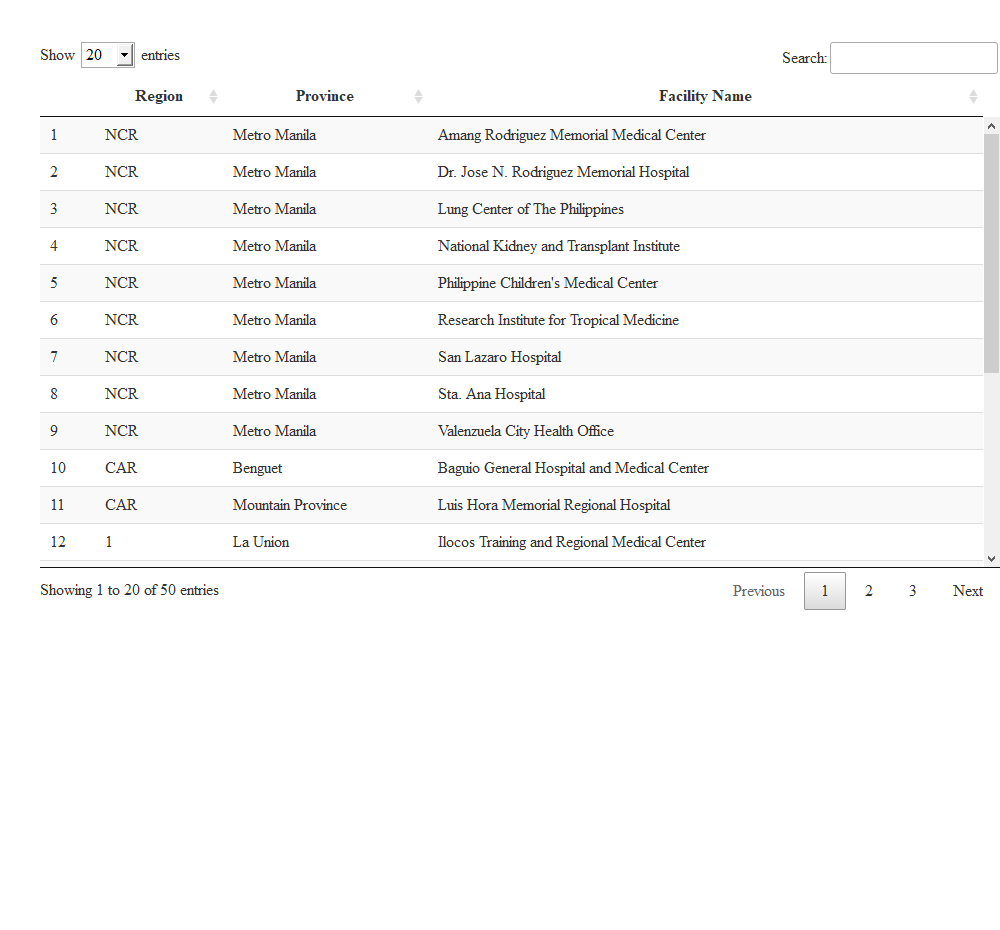 Show 20 entries Search:
Region Province Facility Name
1 NCR Metro Manila Amang Rodriguez Memorial Medical Center
2 NCR Metro Manila Dr. Jose N. Rodriguez Memorial Hospital
3 NCR Metro Manila Lung Center of The Philippines
4 NCR Metro Manila National Kidney and Transplant Institute
5 NCR Metro Manila Philippine Children's Medical Center
6 NCR Metro Manila Research Institute for Tropical Medicine
7 NCR Metro Manila San Lazaro Hospital
8 NCR Metro Manila Sta. Ana Hospital
9 NCR Metro Manila Valenzuela City Health Office
10 CAR Benguet Baguio General Hospital and Medical Center
11 CAR Mountain Province Luis Hora Memorial Regional Hospital
12 1 La Union Ilocos Training and Regional Medical Center
Showing 1 to 20 of 50 entries Previous 1 2 3 Next